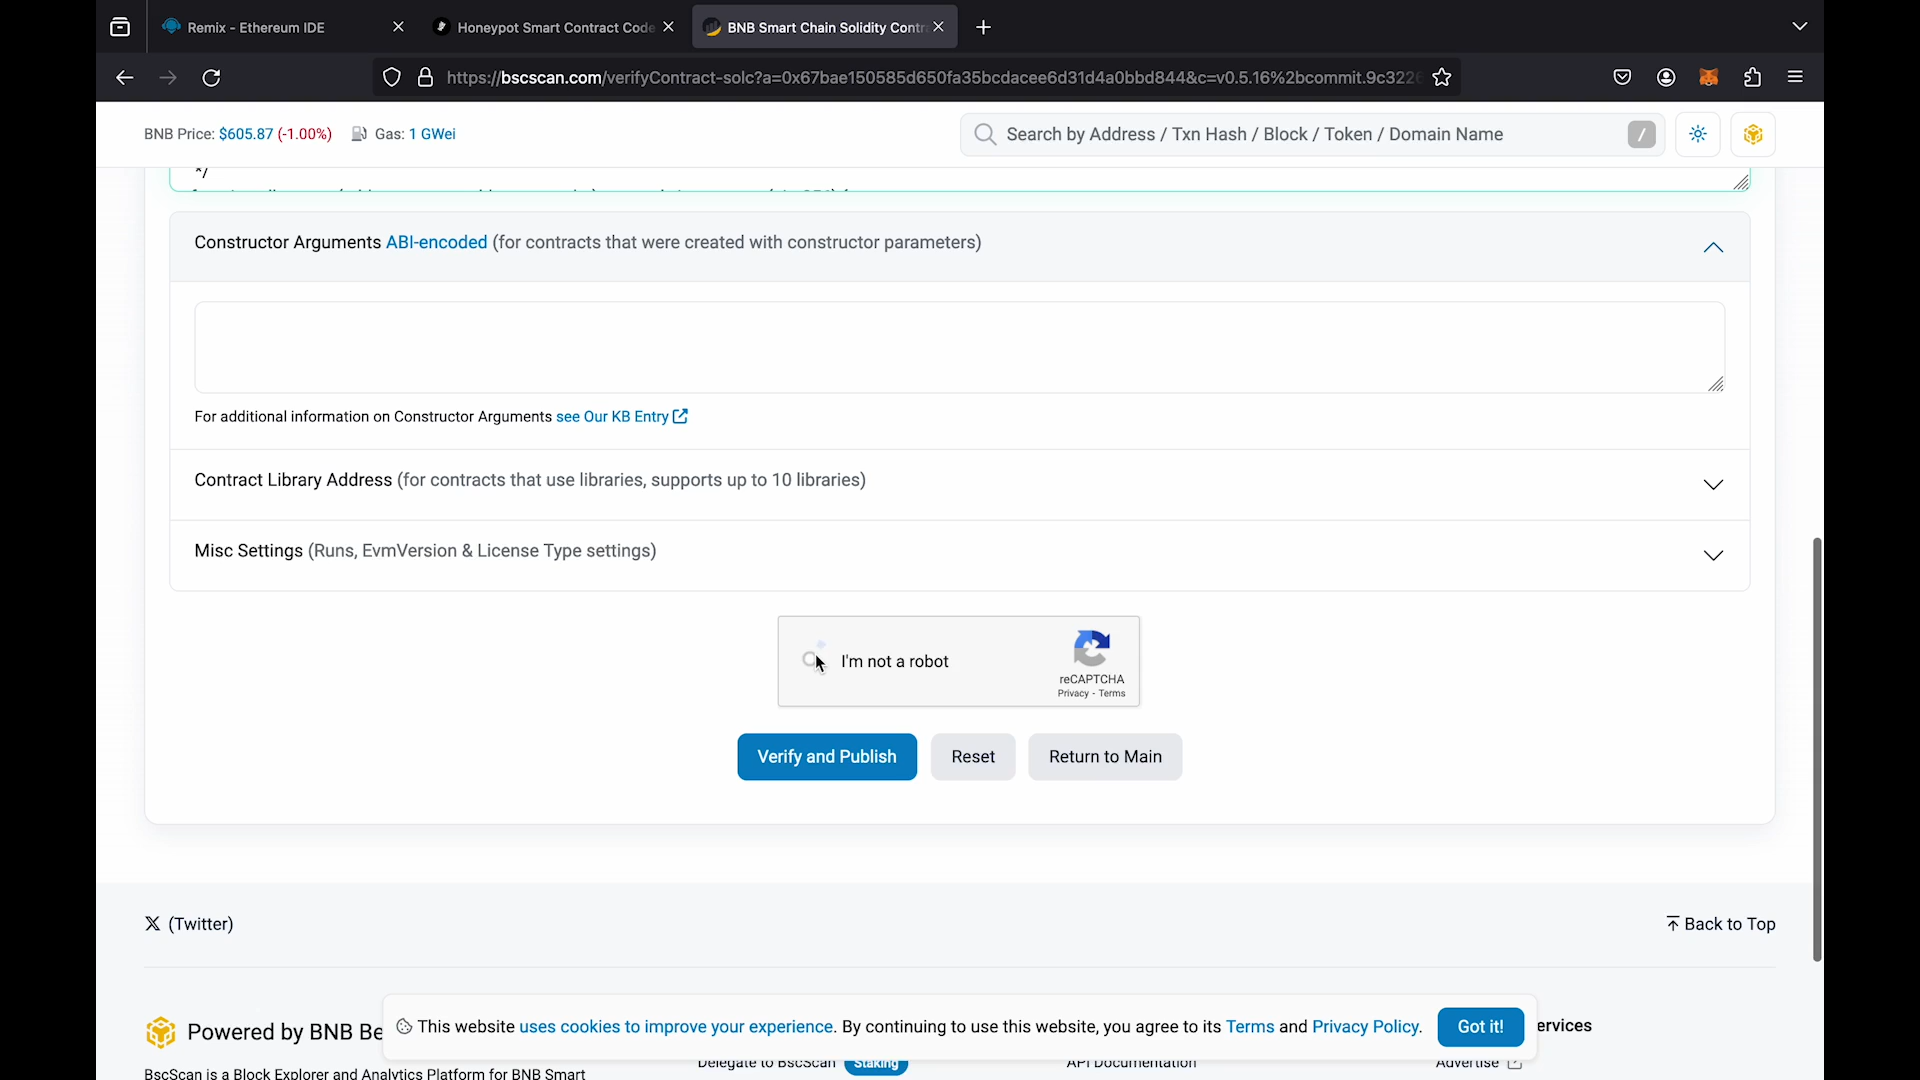 Remix - Ethereum IDE
Honeypot Smart Contract Code
BNB Smart Chain Solidity Contr
https://bscscan.com/verifyContract-solc?a=0x67bae150585d650fa35bcdacee6d31d4a0bbd844&c=v0.5.16%2bcommit.9c322
BNB Price: $605.87 (-1.00%) Gas: 1 GWei
Search by Address / Txn Hash / Block / Token / Domain Name /
*/
Constructor Arguments ABI-encoded (for contracts that were created with constructor parameters)
For additional information on Constructor Arguments see Our KB Entry
Contract Library Address (for contracts that use libraries, supports up to 10 libraries)
Misc Settings (Runs, EvmVersion & License Type settings)
I'm not a robot
reCAPTCHA
Privacy - Terms
Verify and Publish Reset Return to Main
X (Twitter) Back to Top
Powered by BNB Be
This website uses cookies to improve your experience. By continuing to use this website, you agree to its Terms and Privacy Policy. Got it!
ervices
Delegate to BscScan Staking API Documentation Advertise
BscScan is a Block Explorer and Analytics Platform for BNB Smart